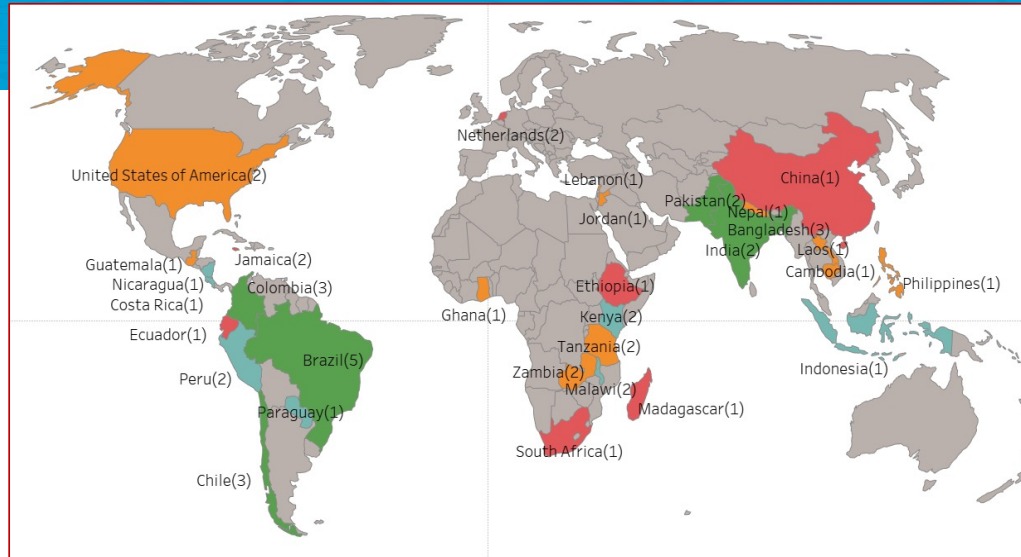 Netherlands(2)
United States of America(2)
Lebanon(1)
China(1)
Pakistan(2)
Jordan(1)
Nepal(1)
Bangladesh(3)
India(2)
Laos(1)
Guatemala(1)
Jamaica(2)
Cambodia(1)
Nicaragua(1)
Colombia(3)
Ethiopia(1)
Philippines(1)
Costa Rica(1)
Ghana(1)
Kenya(2)
Ecuador(1)
Tanzania(2)
Brazil(5)
Indonesia(1)
Peru(2)
Zambia(2)
Malawi(2)
Paraguay(1)
Madagascar(1)
South Africa(1)
Chile(3)